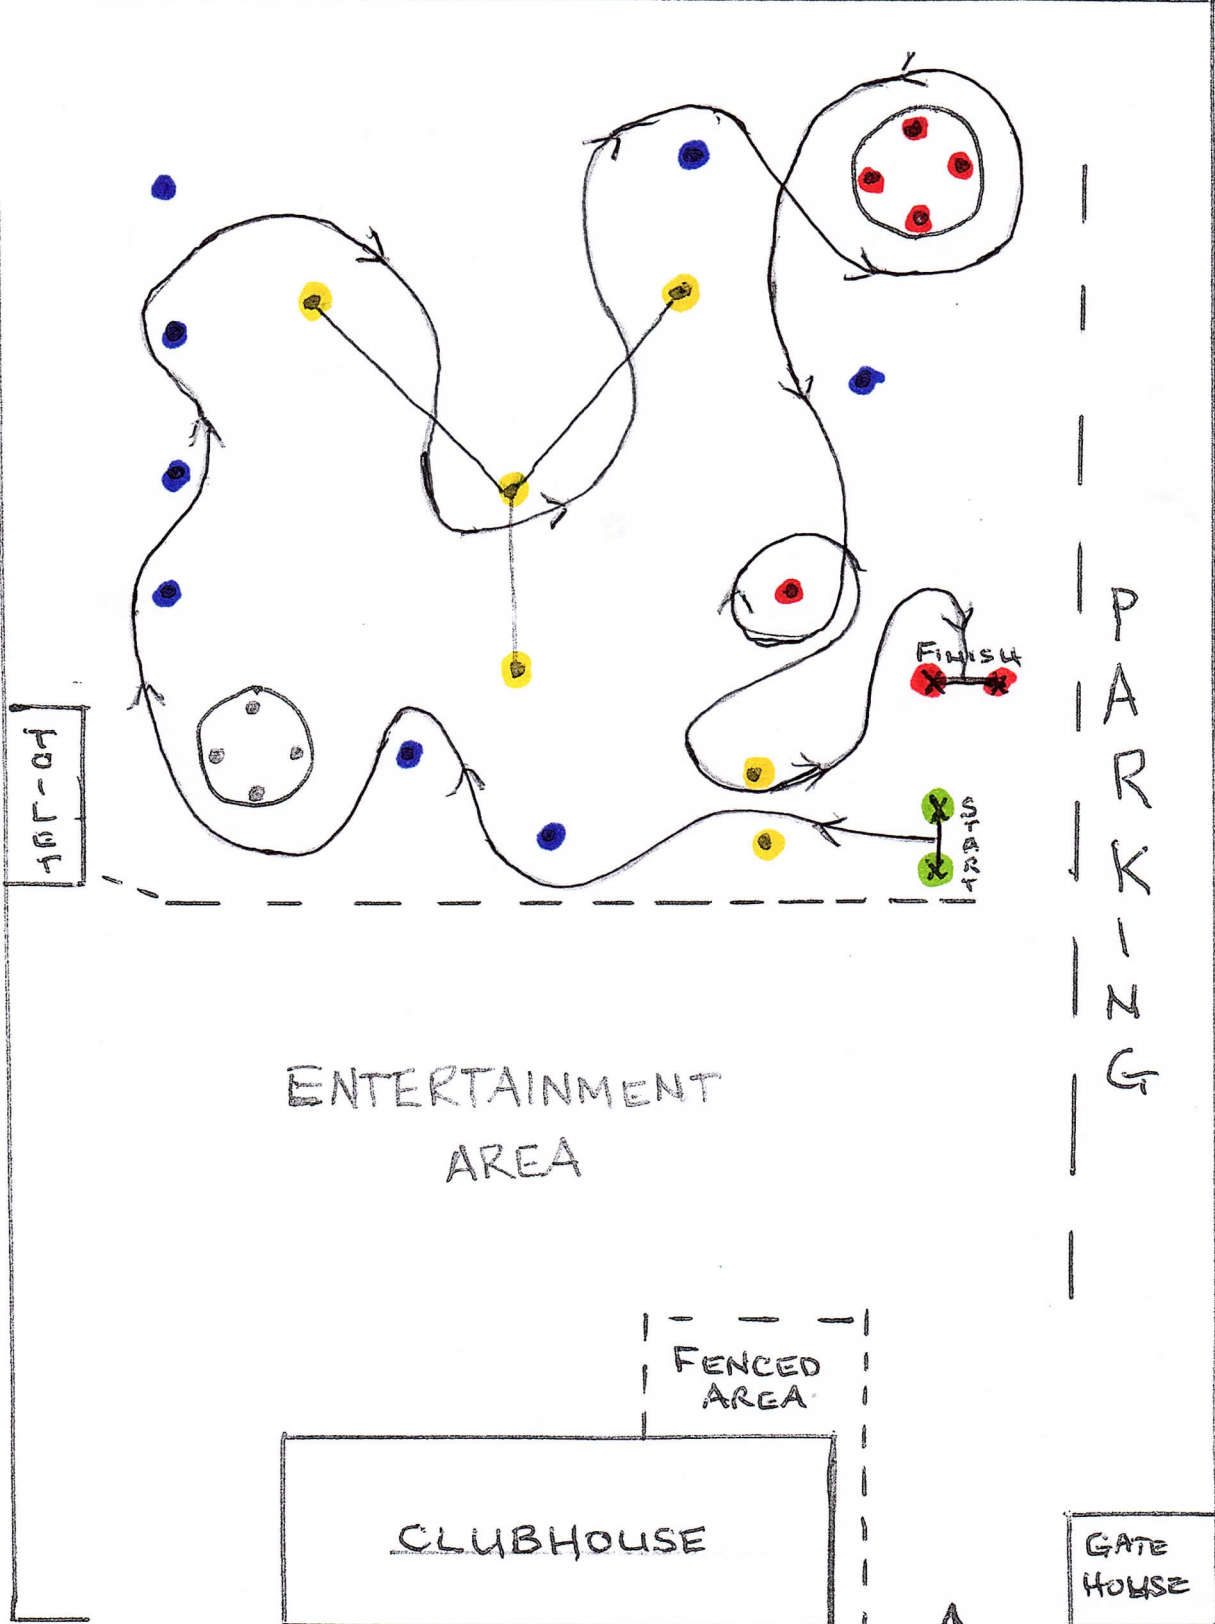 FINISH
START
TOILET
PARKING
ENTERTAINMENT
AREA
FENCED
AREA
CLUBHOUSE
GATE
HOUSE